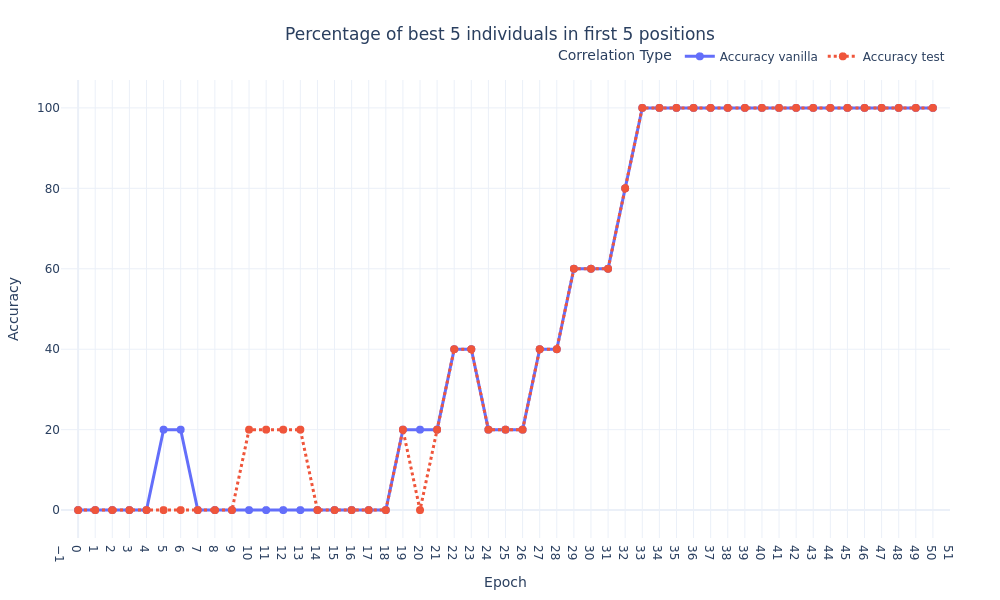 Percentage of best 5 individuals in first 5 positions
Correlation Type Accuracy vanilla Accuracy test
100
80
60
40
20
0
Accuracy
−1 0 1 2 3 4 5 6 7 8 9 10 11 12 13 14 15 16 17 18 19 20 21 22 23 24 25 26 27 28 29 30 31 32 33 34 35 36 37 38 39 40 41 42 43 44 45 46 47 48 49 50 51
Epoch